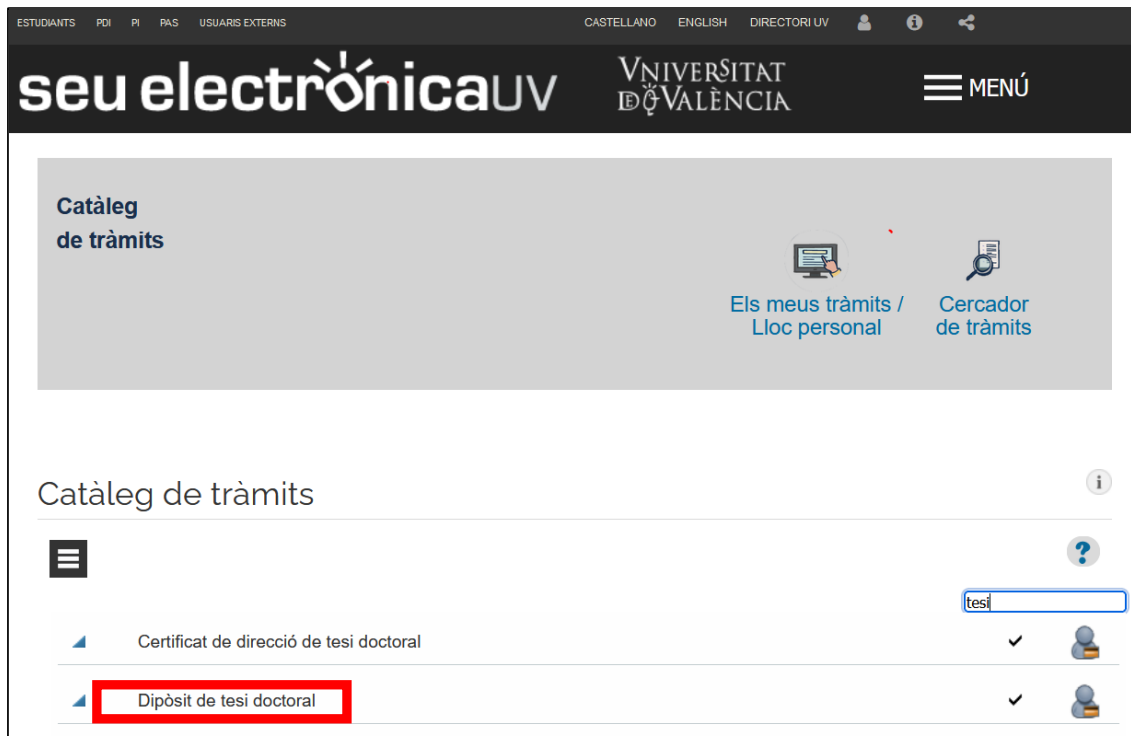 ESTUDIANTS PDI PI PAS USUARIS EXTERNS CASTELLANO ENGLISH DIRECTORI UV
seu electrònicaUV
VNIVERSITAT
DE VALÈNCIA
MENÚ
Catàleg
de tràmits
Els meus tràmits /
Lloc personal
Cercador
de tràmits
Catàleg de tràmits
tesi
Certificat de direcció de tesi doctoral
Dipòsit de tesi doctoral